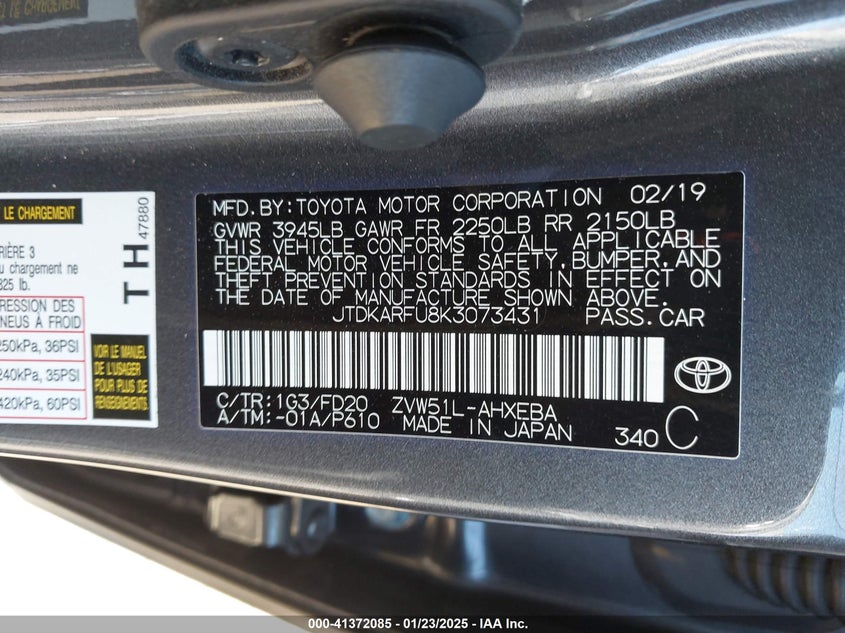 LE CHARGEMENT
RIÈRE 3
u chargement ne
825 lb.
PRESSION DES
PNEUS À FROID
250kPa, 36PSI
240kPa, 35PSI
420kPa, 60PSI
TH
47880
VOIR LE MANUEL
DE L'USAGER
POUR PLUS DE
RENSEIGNEMENTS
MFD.BY:TOYOTA MOTOR CORPORATION 02/19
GVWR 3945LB GAWR FR 2250LB RR 2150LB
THIS VEHICLE CONFORMS TO ALL APPLICABLE
FEDERAL MOTOR VEHICLE SAFETY,BUMPER,AND
THEFT PREVENTION STANDARDS IN EFFECT ON
THE DATE OF MANUFACTURE SHOWN ABOVE.
JTDKARFU8K3073431 PASS.CAR
C/TR:1G3/FD20 ZVW51L-AHXEBA
A/TM:-01A/P610 MADE IN JAPAN
340 C
000-41372085 / 01/23/2025 - IAA Inc.